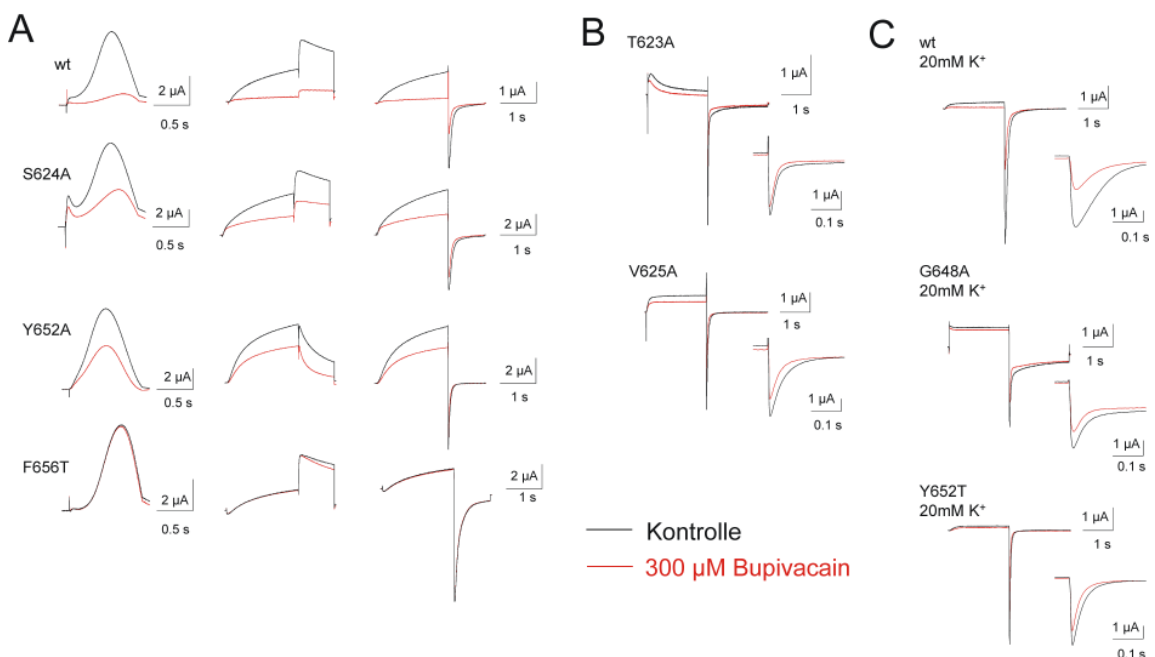 A
wt
2 µA
0.5 s
1 µA
1 s
S624A
2 µA
0.5 s
2 µA
1 s
Y652A
2 µA
0.5 s
2 µA
1 s
F656T
2 µA
0.5 s
2 µA
1 s
B
T623A
1 µA
1 s
1 µA
0.1 s
V625A
1 µA
1 s
1 µA
0.1 s
Kontrolle
300 µM Bupivacain
C
wt
20mM K⁺
1 µA
1 s
1 µA
0.1 s
G648A
20mM K⁺
1 µA
1 s
1 µA
0.1 s
Y652T
20mM K⁺
1 µA
1 s
1 µA
0.1 s